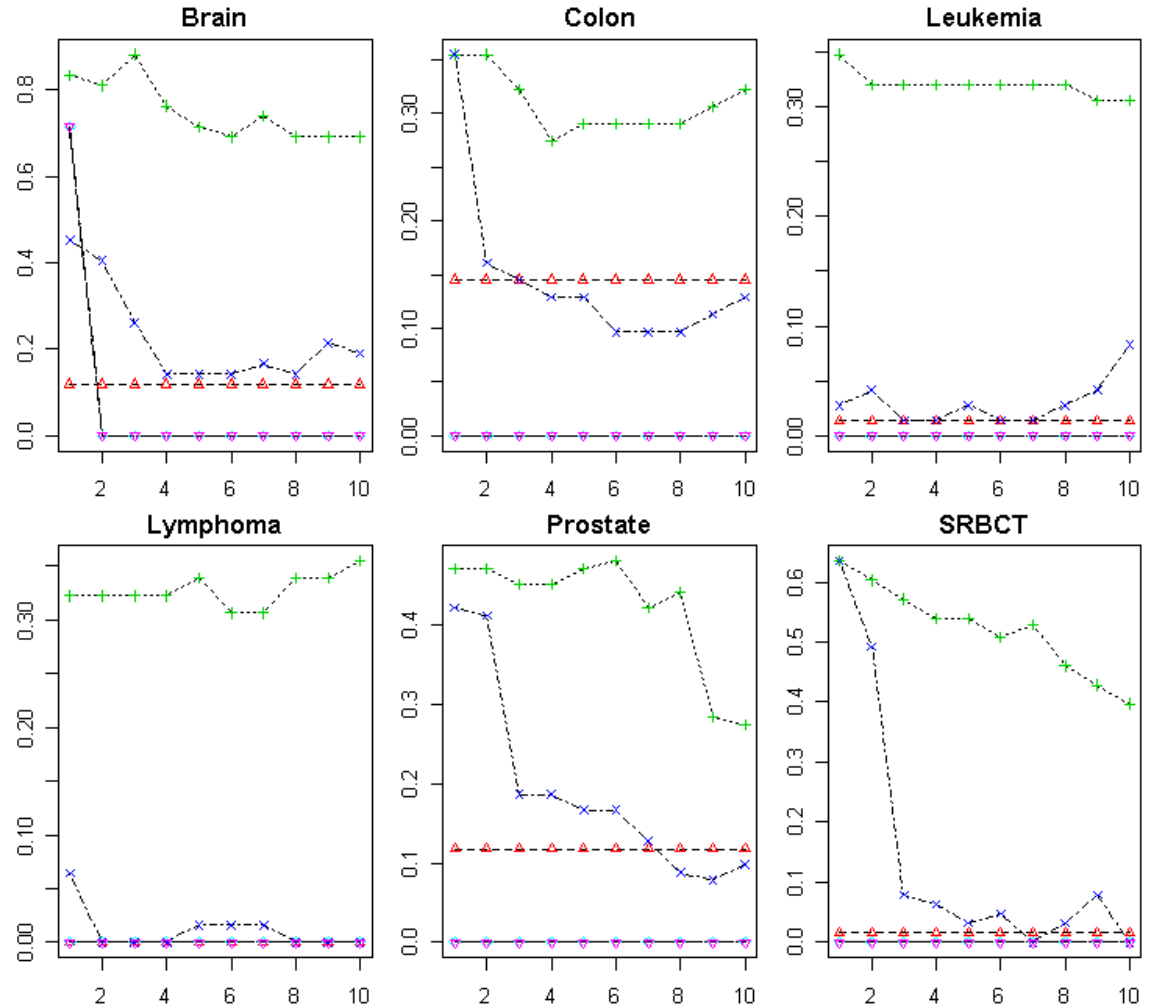 Brain
Colon
Leukemia
0.0 0.2 0.4 0.6 0.8
0.00 0.10 0.20 0.30
0.00 0.10 0.20 0.30
2 4 6 8 10
2 4 6 8 10
2 4 6 8 10
Lymphoma
Prostate
SRBCT
0.00 0.10 0.20 0.30
0.0 0.1 0.2 0.3 0.4
0.0 0.1 0.2 0.3 0.4 0.5 0.6
2 4 6 8 10
2 4 6 8 10
2 4 6 8 10